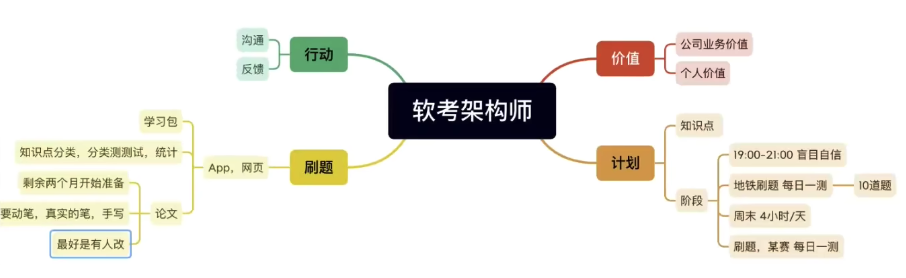 软考架构师
价值
公司业务价值
个人价值
计划
知识点
阶段
19:00-21:00 盲目自信
地铁刷题 每日一测
10道题
周末 4小时/天
刷题，某赛 每日一测
行动
沟通
反馈
刷题
App，网页
学习包
知识点分类，分类测测试，统计
论文
剩余两个月开始准备
要动笔，真实的笔，手写
最好是有人改